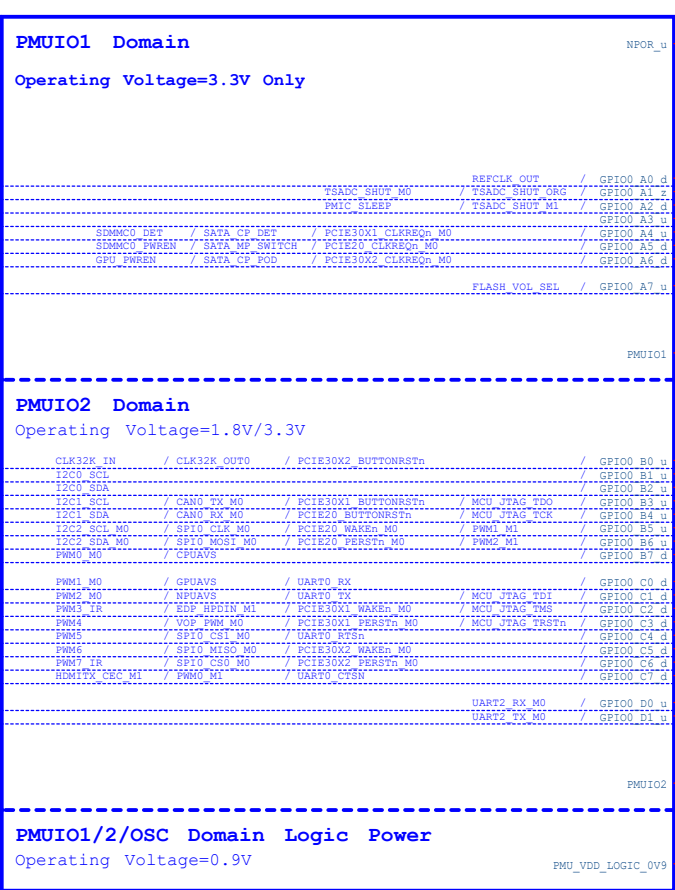 PMUIO1 Domain
NPOR_u
Operating Voltage=3.3V Only
REFCLK_OUT / GPIO0_A0_d
TSADC_SHUT_M0 / TSADC_SHUT_ORG / GPIO0_A1_z
PMIC_SLEEP / TSADC_SHUT_M1 / GPIO0_A2_d
GPIO0_A3_u
SDMMC0_DET / SATA_CP_DET / PCIE30X1_CLKREQn_M0 / GPIO0_A4_u
SDMMC0_PWREN / SATA_MP_SWITCH / PCIE20_CLKREQn_M0 / GPIO0_A5_d
GPU_PWREN / SATA_CP_POD / PCIE30X2_CLKREQn_M0 / GPIO0_A6_d
FLASH_VOL_SEL / GPIO0_A7_u
PMUIO1
PMUIO2 Domain
Operating Voltage=1.8V/3.3V
CLK32K_IN / CLK32K_OUT0 / PCIE30X2_BUTTONRSTn / GPIO0_B0_u
I2C0_SCL / GPIO0_B1_u
I2C0_SDA / GPIO0_B2_u
I2C1_SCL / CAN0_TX_M0 / PCIE30X1_BUTTONRSTn / MCU_JTAG_TDO / GPIO0_B3_u
I2C1_SDA / CAN0_RX_M0 / PCIE20_BUTTONRSTn / MCU_JTAG_TCK / GPIO0_B4_u
I2C2_SCL_M0 / SPI0_CLK_M0 / PCIE20_WAKEn_M0 / PWM1_M1 / GPIO0_B5_u
I2C2_SDA_M0 / SPI0_MOSI_M0 / PCIE20_PERSTn_M0 / PWM2_M1 / GPIO0_B6_u
PWM0_M0 / CPUAVS / GPIO0_B7_d
PWM1_M0 / GPUAVS / UART0_RX / GPIO0_C0_d
PWM2_M0 / NPUAVS / UART0_TX / MCU_JTAG_TDI / GPIO0_C1_d
PWM3_IR / EDP_HPDIN_M1 / PCIE30X1_WAKEn_M0 / MCU_JTAG_TMS / GPIO0_C2_d
PWM4 / VOP_PWM_M0 / PCIE30X1_PERSTn_M0 / MCU_JTAG_TRSTn / GPIO0_C3_d
PWM5 / SPI0_CS1_M0 / UART0_RTSn / GPIO0_C4_d
PWM6 / SPI0_MISO_M0 / PCIE30X2_WAKEn_M0 / GPIO0_C5_d
PWM7_IR / SPI0_CS0_M0 / PCIE30X2_PERSTn_M0 / GPIO0_C6_d
HDMITX_CEC_M1 / PWM0_M1 / UART0_CTSN / GPIO0_C7_d
UART2_RX_M0 / GPIO0_D0_u
UART2_TX_M0 / GPIO0_D1_u
PMUIO2
PMUIO1/2/OSC Domain Logic Power
Operating Voltage=0.9V
PMU_VDD_LOGIC_0V9